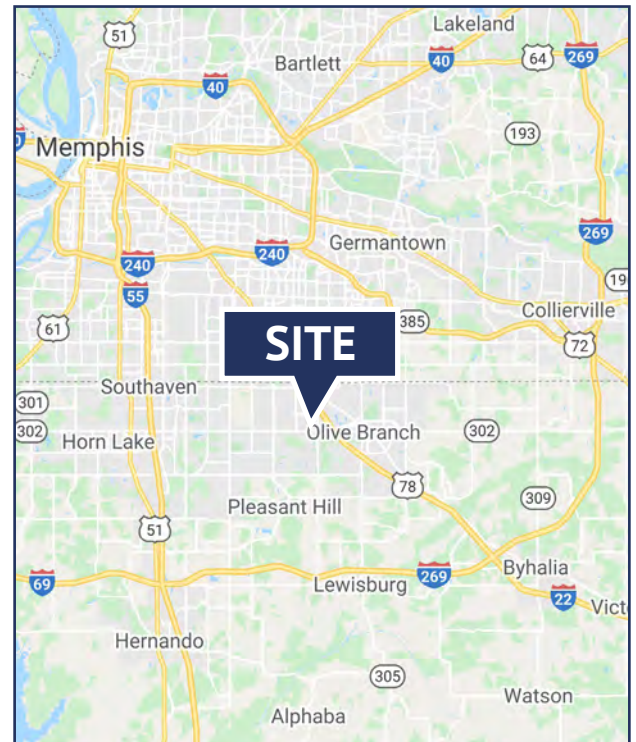 Lakeland
51
Bartlett
40
64
269
40
193
Memphis
269
Germantown
240
240
19
55
Collierville
61
SITE
385
72
Southaven
301
302
Olive Branch
302
Horn Lake
78
309
Pleasant Hill
51
Byhalia
69
269
Lewisburg
22
Victo
Hernando
305
Watson
Alphaba